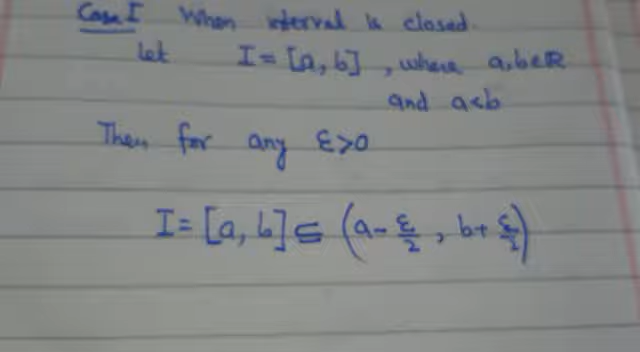 Case I When interval is closed.
Let I = [a, b] , where a, b ∈ ℝ
and a < b
Then for any ε > 0
I = [a, b] ⊆ (a - ε/2 , b + ε/2)